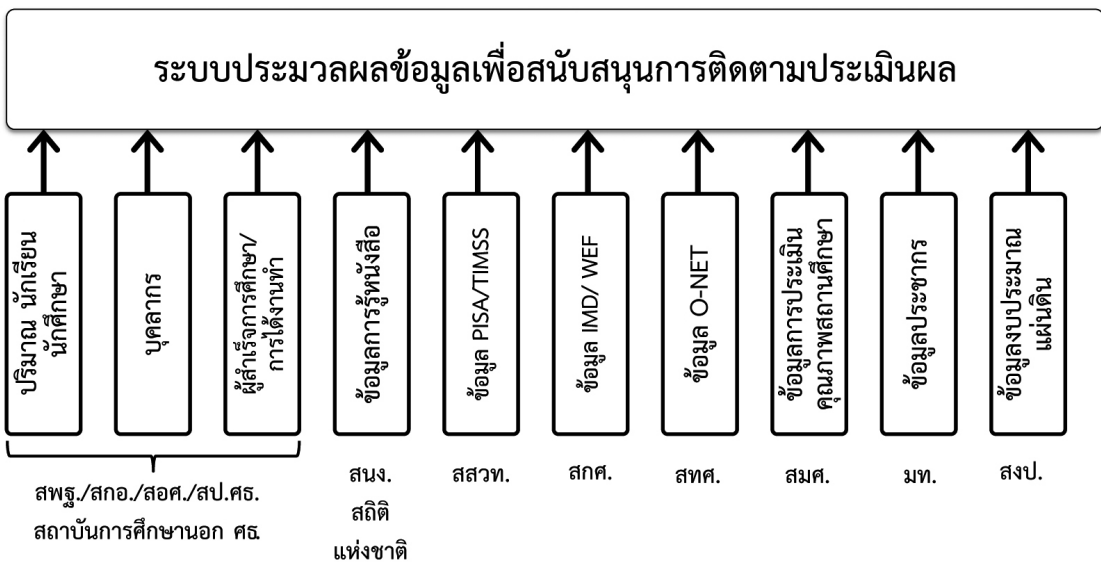 ระบบประมวลผลข้อมูลเพื่อสนับสนุนการติดตามประเมินผล
ปริมาณ นักเรียน
นักศึกษา
บุคลากร
ผู้สำเร็จการศึกษา/
การได้งานทำ
ข้อมูลการรู้หนังสือ
ข้อมูล PISA/TIMSS
ข้อมูล IMD/ WEF
ข้อมูล O-NET
ข้อมูลการประเมิน
คุณภาพสถานศึกษา
ข้อมูลประชากร
ข้อมูลงบประมาณ
แผ่นดิน
สพฐ./สกอ./สอศ./สป.ศธ.
สถาบันการศึกษานอก ศธ.
สนง.
สถิติ
แห่งชาติ
สสวท.
สกศ.
สทศ.
สมศ.
มท.
สงป.